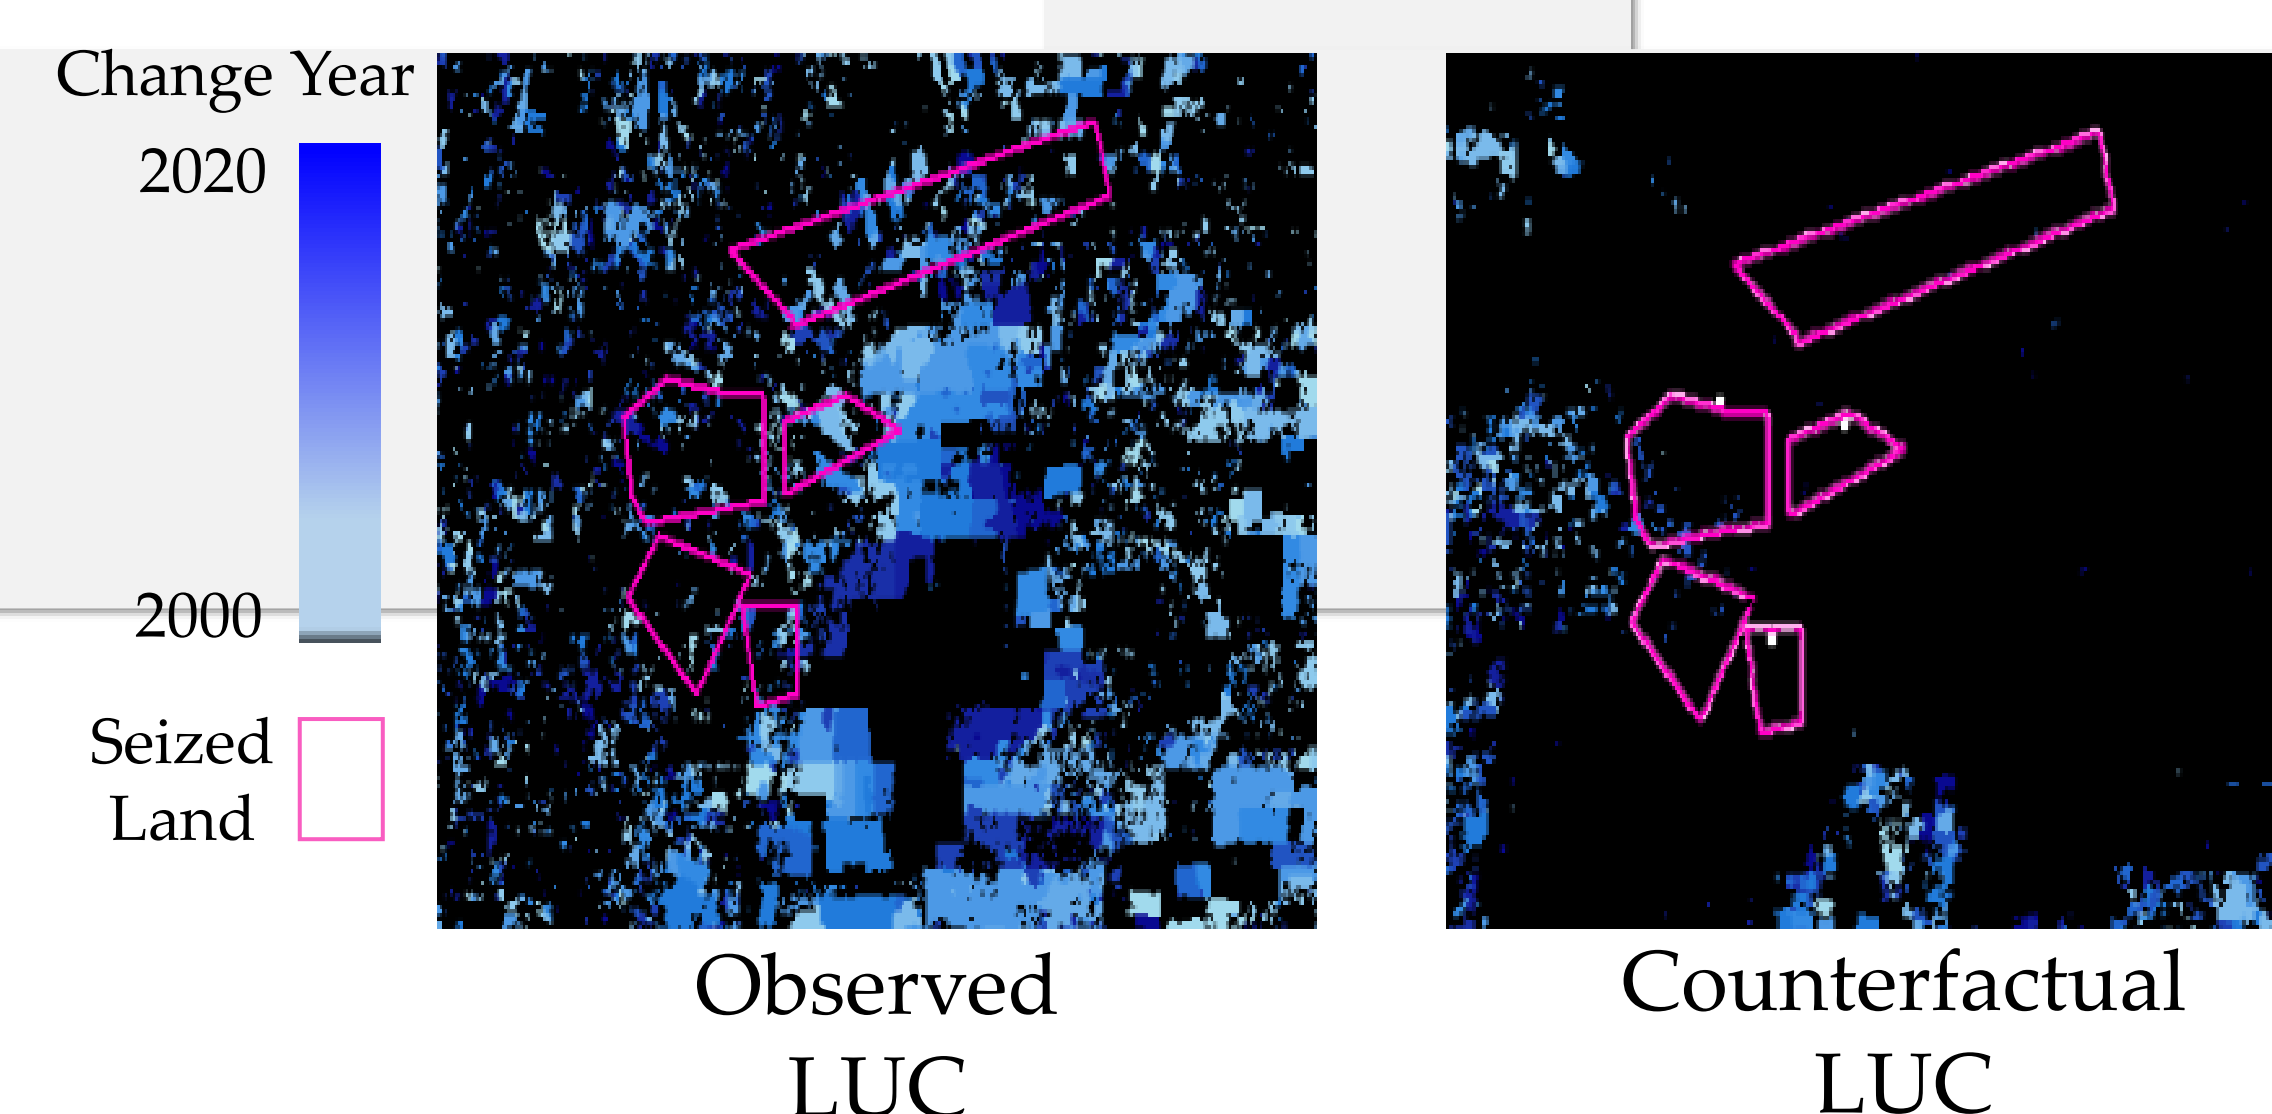 Change Year
2020
2000
Seized
Land
Observed
LUC
Counterfactual
LUC